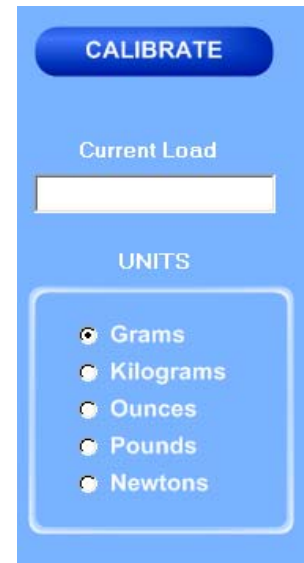 CALIBRATE
Current Load
UNITS
Grams
Kilograms
Ounces
Pounds
Newtons